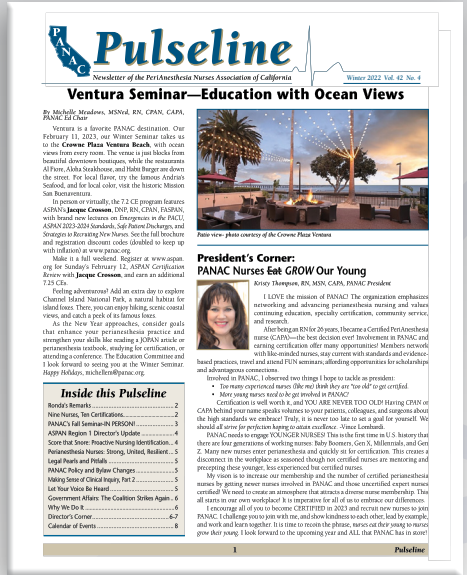 PANAC
Pulseline
Newsletter of the PeriAnesthesia Nurses Association of California
Winter 2022 Vol. 42 No. 4
Ventura Seminar—Education with Ocean Views
By Michelle Meadows, MSNed, RN, CPAN, CAPA,
PANAC Ed Chair
Ventura is a favorite PANAC destination. Our
February 11, 2023, our Winter Seminar takes us
to the Crowne Plaza Ventura Beach, with ocean
views from every room. The venue is just blocks from
beautiful downtown boutiques, while the restaurants
Al Fiore, Aloha Steakhouse, and Habit Burger are down
the street. For local flavor, try the famous Andria's
Seafood, and for local color, visit the historic Mission
San Buenaventura.
In person or virtually, the 7.2 CE program features
ASPAN's Jacque Crosson, DNP, RN, CPAN, FASPAN,
with brand new lectures on Emergencies in the PACU,
ASPAN 2023-2024 Standards, Safe Patient Discharges, and
Strategies to Recruiting New Nurses. See the full brochure
and registration discount codes (doubled to keep up
with inflation) at www.panac.org.
Make it a full weekend. Register at www.aspan.
org for Sunday's February 12, ASPAN Certification
Review with Jacque Crosson, and earn an additional
7.25 CEs.
Feeling adventurous? Add an extra day to explore
Channel Island National Park, a natural habitat for
island foxes. There, you can enjoy hiking, scenic coastal
views, and catch a peek of its famous foxes.
As the New Year approaches, consider goals
that enhance your perianesthesia practice and
strengthen your skills like reading a JOPAN article or
perianesthesia textbook, studying for certification, or
attending a conference. The Education Committee and
I look forward to seeing you at the Winter Seminar.
Happy Holidays, michellem@panac.org.
Inside this Pulseline
Ronda's Remarks 2
Nine Nurses, Ten Certifications 2
PANAC's Fall Seminar-IN PERSON! 3
ASPAN Region 1 Director's Update 4
Score that Snore: Proactive Nursing Identification.. 4
Perianesthesia Nurses: Strong, United, Resilient .. 5
Legal Pearls and Pitfalls 5
PANAC Policy and Bylaw Changes 5
Making Sense of Clinical Inquiry, Part 2 5
Let Your Voice Be Heard 5
Government Affairs: The Coalition Strikes Again .. 6
Why We Do It 6
Director's Corner 6-7
Calendar of Events 8
Patio view- photo courtesy of the Crowne Plaza Ventura
President's Corner:
PANAC Nurses Eat GROW Our Young
Kristy Thompson, RN, MSN, CAPA, PANAC President
I LOVE the mission of PANAC! The organization emphasizes
networking and advancing perianesthesia nursing and values
continuing education, specialty certification, community service,
and research.
After being an RN for 26 years, I became a Certified PeriAnesthesia
nurse (CAPA)—the best decision ever! Involvement in PANAC and
earning certification offer many opportunities! Members network
with like-minded nurses, stay current with standards and evidence-
based practices, travel and attend FUN seminars; affording opportunities for scholarships
and advantageous connections.
Involved in PANAC, I observed two things I hope to tackle as president:
• Too many experienced nurses (like me) think they are "too old" to get certified.
• More young nurses need to be get involved in PANAC!
Certification is well worth it, and YOU ARE NEVER TOO OLD! Having CPAN or
CAPA behind your name speaks volumes to your patients, colleagues, and surgeons about
the high standards we embrace! Truly, it is never too late to set a goal for yourself. We
should all strive for perfection hoping to attain excellence. -Vince Lombardi.
PANAC needs to engage YOUNGER NURSES! This is the first time in U.S. history that
there are four generations of working nurses: Baby Boomers, Gen X, Millennials, and Gen
Z. Many new nurses enter perianesthesia and quickly sit for certification. This creates a
disconnect in the workplace as seasoned though not certified nurses are mentoring and
precepting these younger, less experienced but certified nurses.
My vision is to increase our membership and the number of certified perianesthesia
nurses by getting newer nurses involved in PANAC and those uncertified expert nurses
certified! We need to create an atmosphere that attracts a diverse nurse membership. This
all starts in our own workplace! It is imperative for all of us to embrace our differences.
I encourage all of you to become CERTIFIED in 2023 and recruit new nurses to join
PANAC. I challenge you to join with me, and show kindness to each other, lead by example,
and work and learn together. It is time to recoin the phrase, nurses eat their young to nurses
grow their young. I look forward to the upcoming year and ALL that PANAC has in store!
1
Pulseline